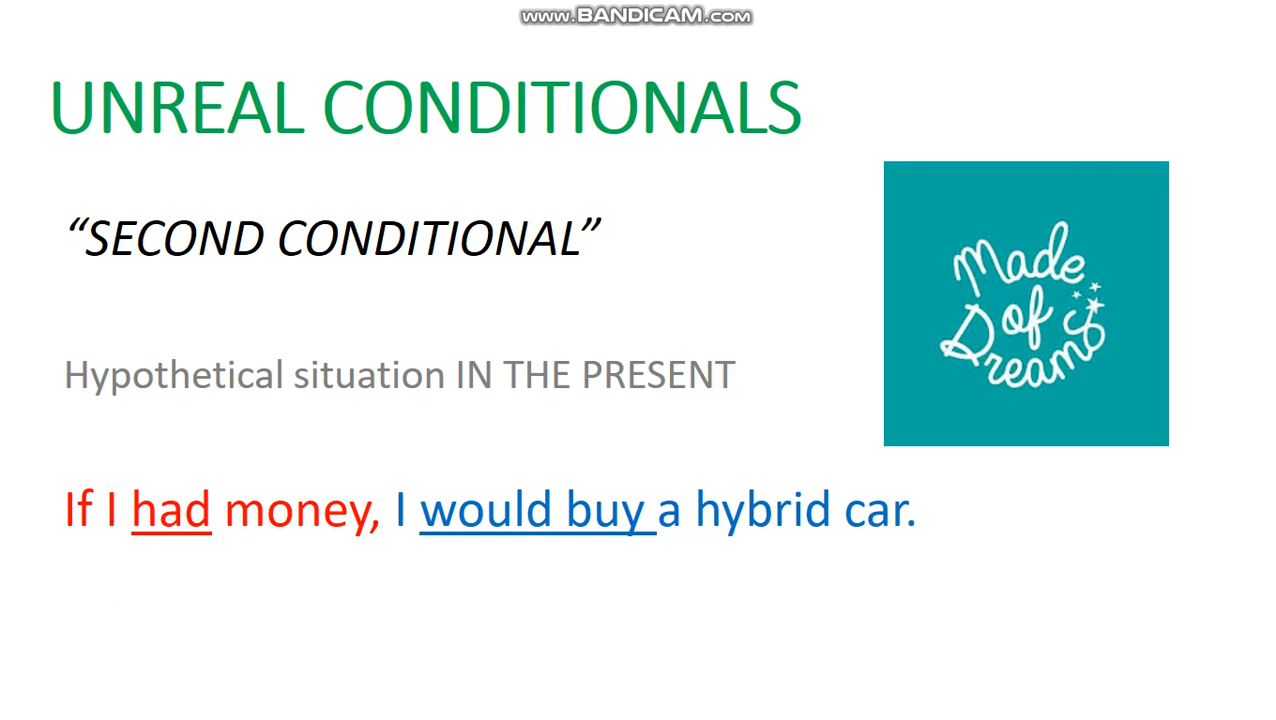 www.BANDICAM.com
UNREAL CONDITIONALS
“SECOND CONDITIONAL”
Made
of
Dreams
Hypothetical situation IN THE PRESENT
If I had money, I would buy a hybrid car.